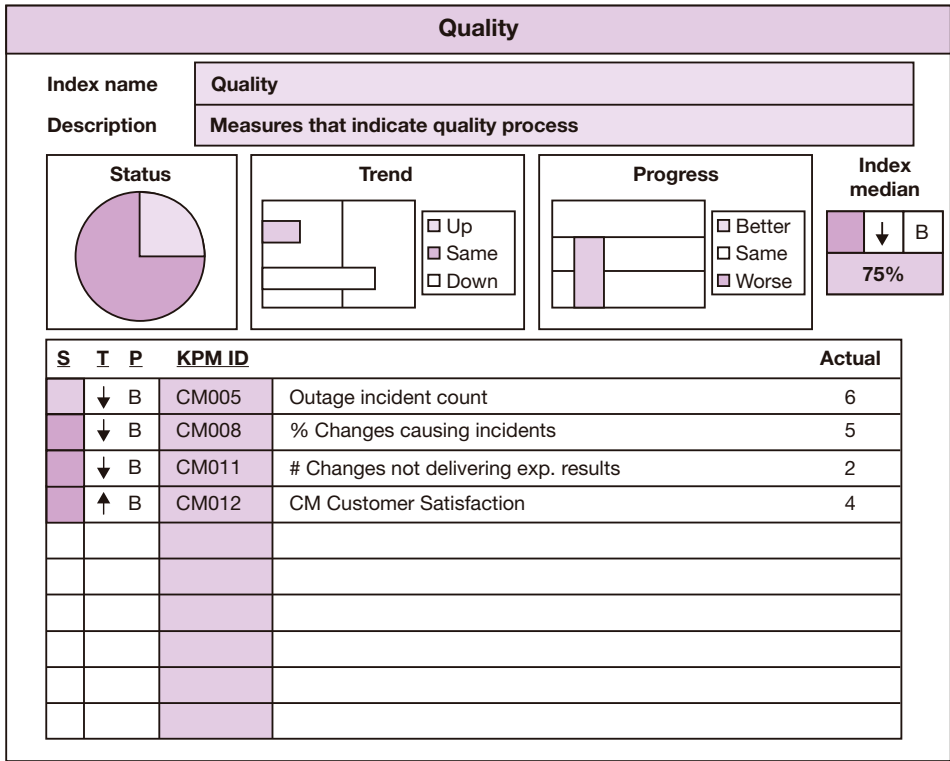 Quality
Index name Quality
Description Measures that indicate quality process
Status
Trend
Up
Same
Down
Progress
Better
Same
Worse
Index
median
B
75%
S T P KPM ID Actual
B CM005 Outage incident count 6
B CM008 % Changes causing incidents 5
B CM011 # Changes not delivering exp. results 2
B CM012 CM Customer Satisfaction 4